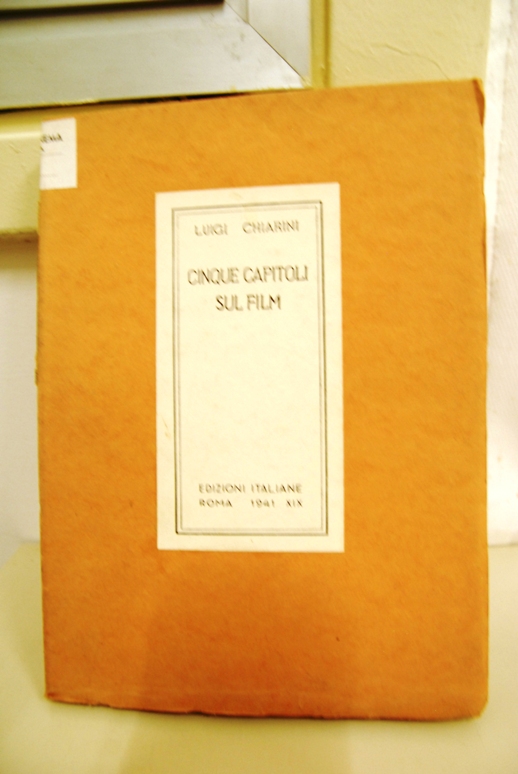 LUIGI CHIARINI
CINQUE CAPITOLI
SUL FILM
EDIZIONI ITALIANE
ROMA 1941 XIX